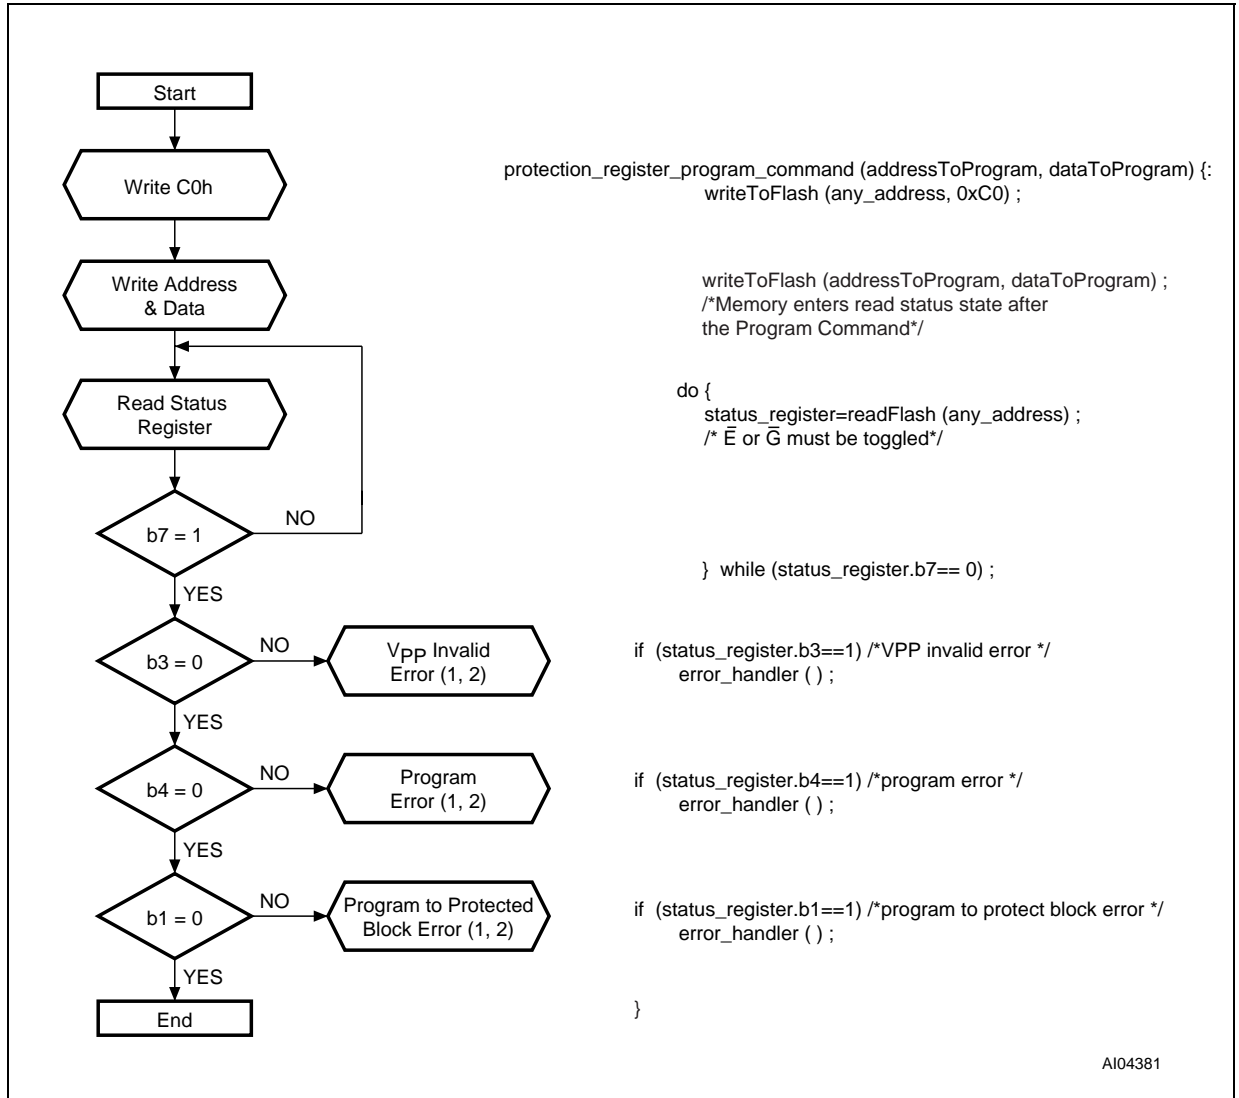 Start
Write C0h
protection_register_program_command (addressToProgram, dataToProgram) {:
writeToFlash (any_address, 0xC0) ;
Write Address
& Data
writeToFlash (addressToProgram, dataToProgram) ;
/*Memory enters read status state after
the Program Command*/
Read Status
Register
do {
status_register=readFlash (any_address) ;
/* E̅ or G̅ must be toggled*/
b7 = 1
NO
YES
} while (status_register.b7== 0) ;
b3 = 0
NO
YES
VPP Invalid
Error (1, 2)
if (status_register.b3==1) /*VPP invalid error */
error_handler ( ) ;
b4 = 0
NO
YES
Program
Error (1, 2)
if (status_register.b4==1) /*program error */
error_handler ( ) ;
b1 = 0
NO
YES
Program to Protected
Block Error (1, 2)
if (status_register.b1==1) /*program to protect block error */
error_handler ( ) ;
End
}
AI04381